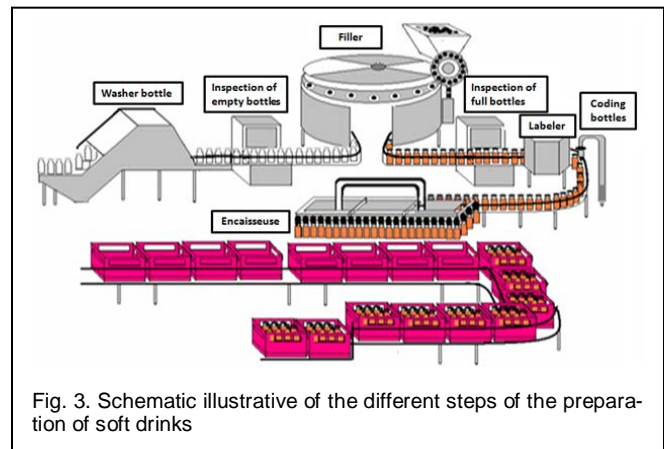 Filler
Washer bottle
Inspection of
empty bottles
Inspection of
full bottles
Labeler
Coding
bottles
Encaisseuse
Fig. 3. Schematic illustrative of the different steps of the prepara-
tion of soft drinks